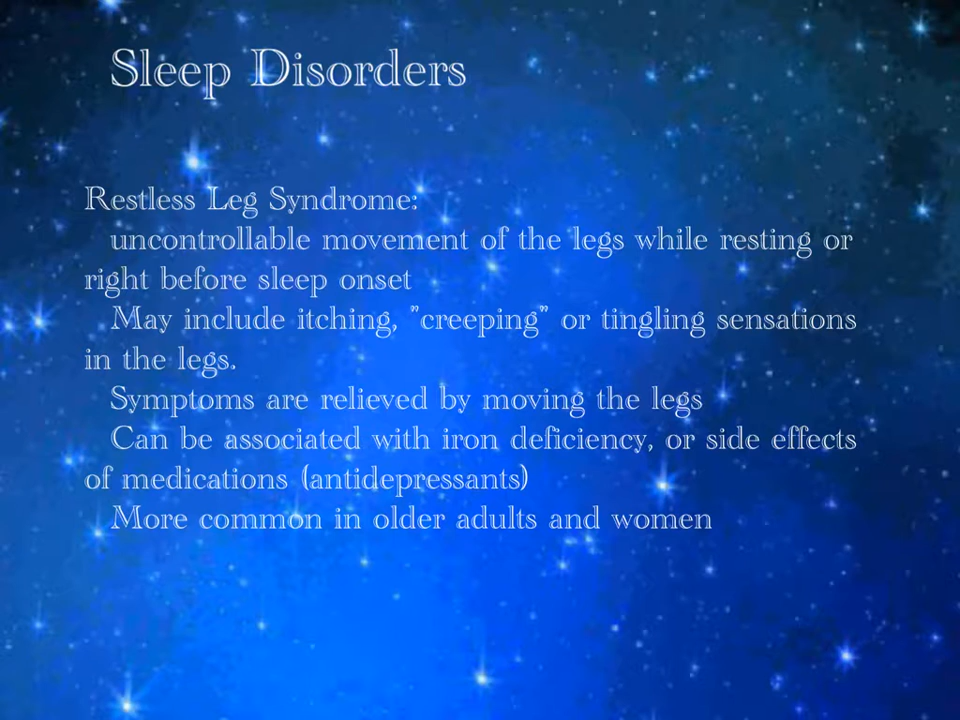 Sleep Disorders
Restless Leg Syndrome:
uncontrollable movement of the legs while resting or
right before sleep onset
May include itching, "creeping" or tingling sensations
in the legs.
Symptoms are relieved by moving the legs
Can be associated with iron deficiency, or side effects
of medications (antidepressants)
More common in older adults and women